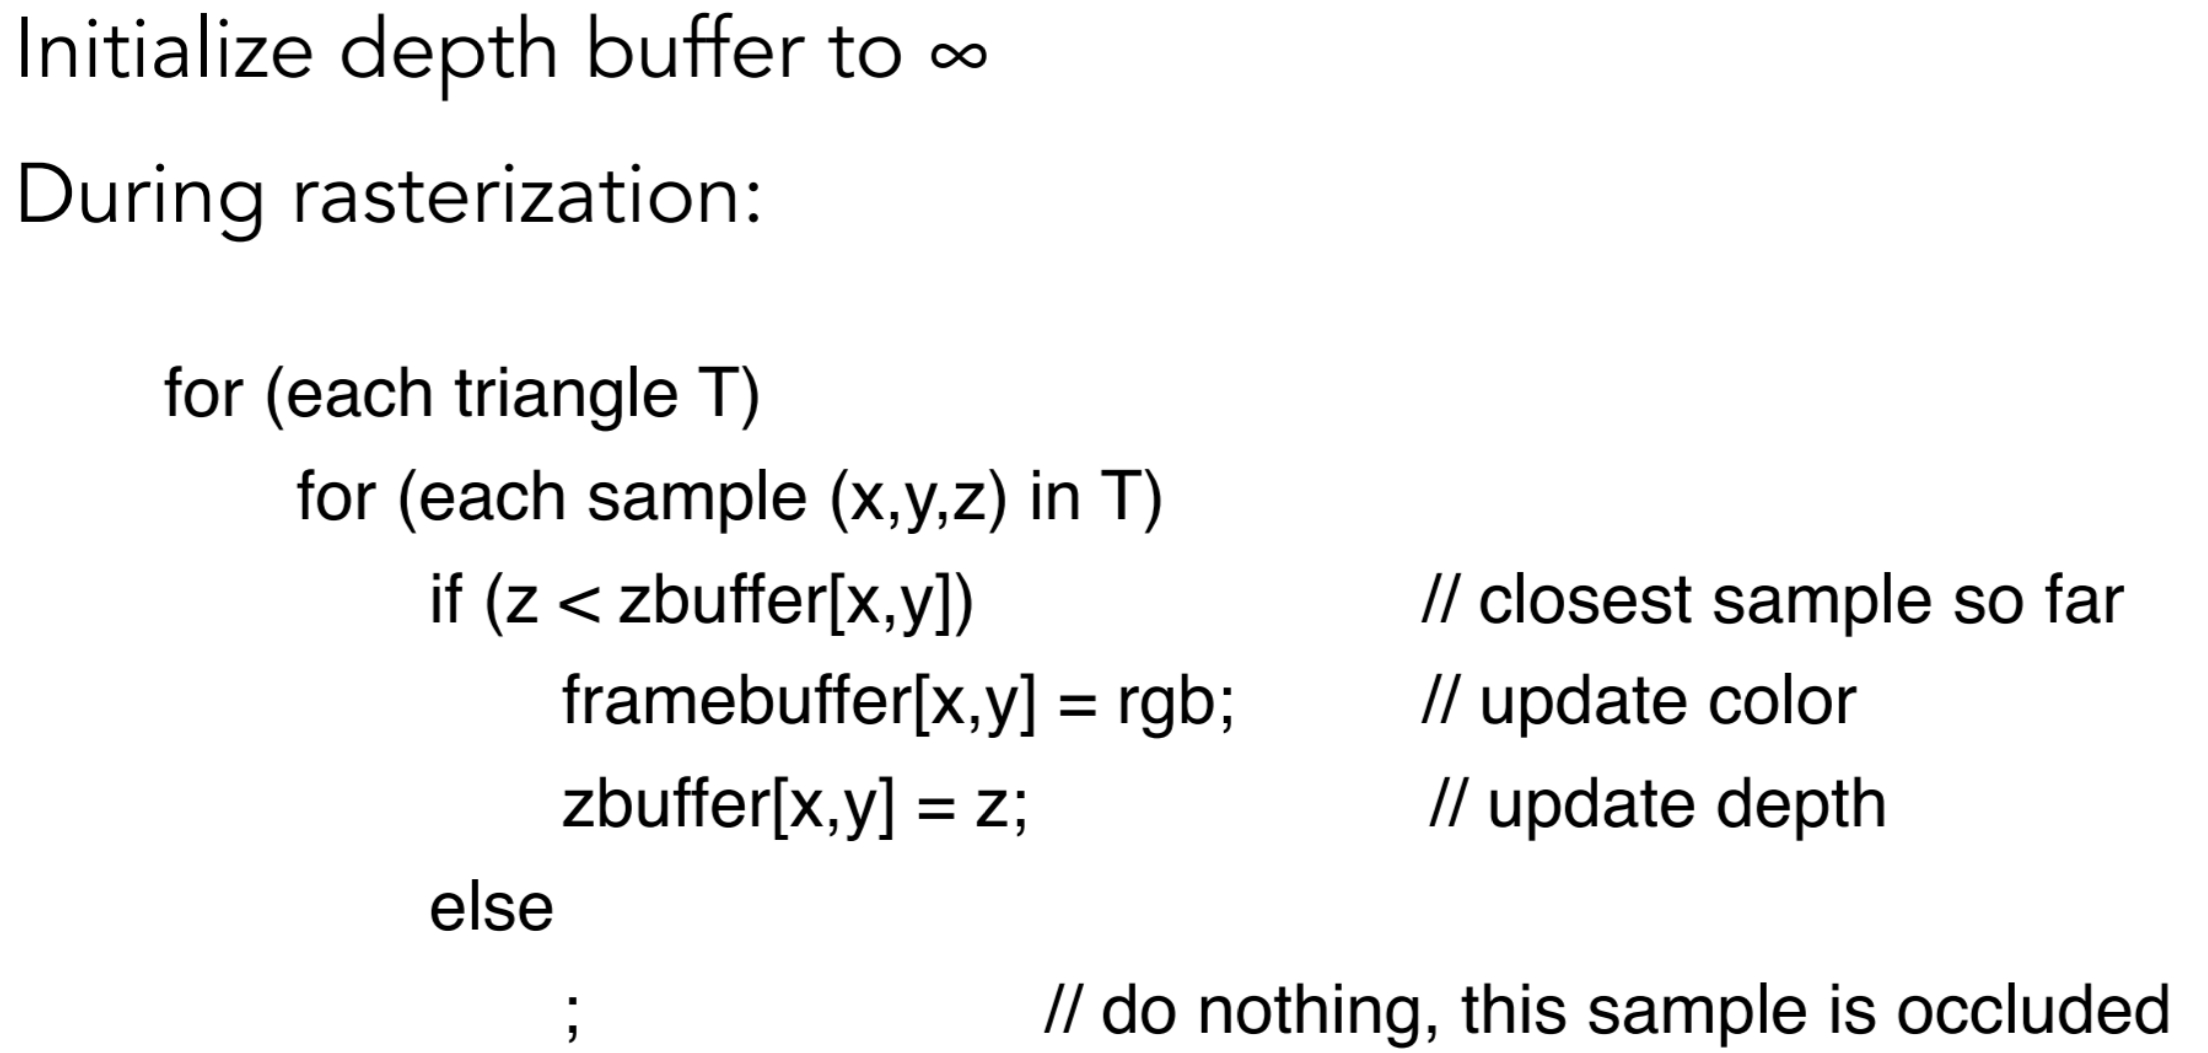 Initialize depth buffer to ∞
During rasterization:
for (each triangle T)
for (each sample (x,y,z) in T)
if (z < zbuffer[x,y]) // closest sample so far
framebuffer[x,y] = rgb; // update color
zbuffer[x,y] = z; // update depth
else
; // do nothing, this sample is occluded